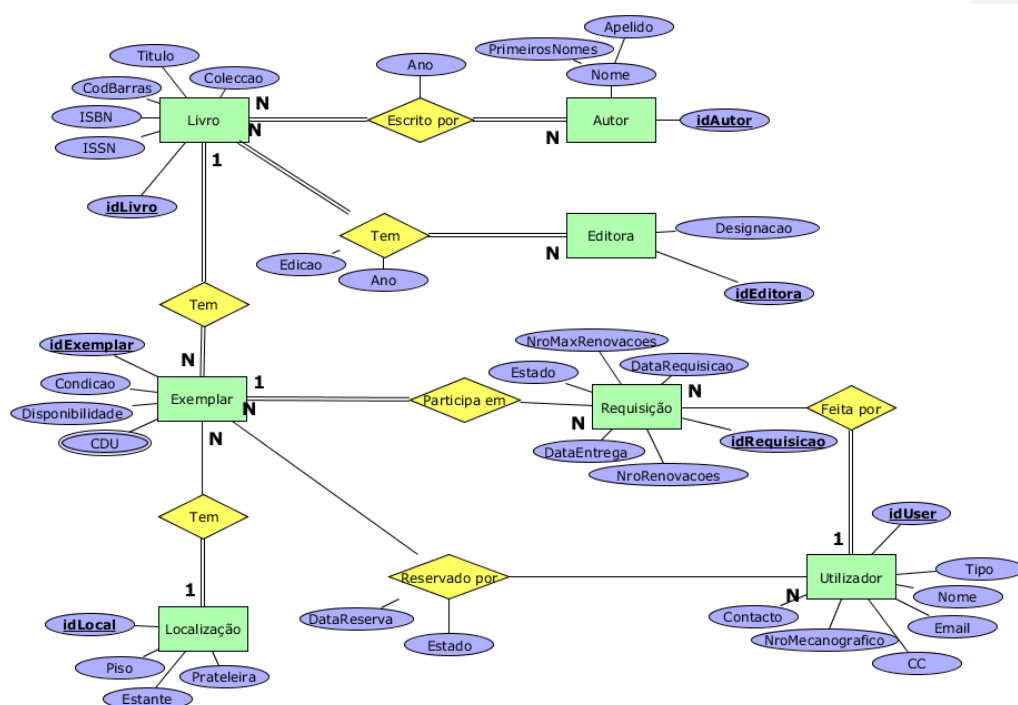 Apelido
Titulo
PrimeirosNomes
Ano
Coleccao
Nome
CodBarras
N
ISBN
Livro
Escrito por
Autor
idAutor
N
N
ISSN
1
idLivro
Designacao
Tem
Editora
N
Edicao
Ano
idEditora
Tem
NroMaxRenovacoes
idExemplar
N
DataRequisicao
Estado
Condicao
1
N
Exemplar
Participa em
Requisição
Feita por
Disponibilidade
N
N
N
idRequisicao
CDU
DataEntrega
NroRenovacoes
Tem
idUser
1
Tipo
Reservado por
Utilizador
1
N
Nome
idLocal
DataReserva
Contacto
Localização
Email
NroMecanografico
Estado
Piso
CC
Prateleira
Estante